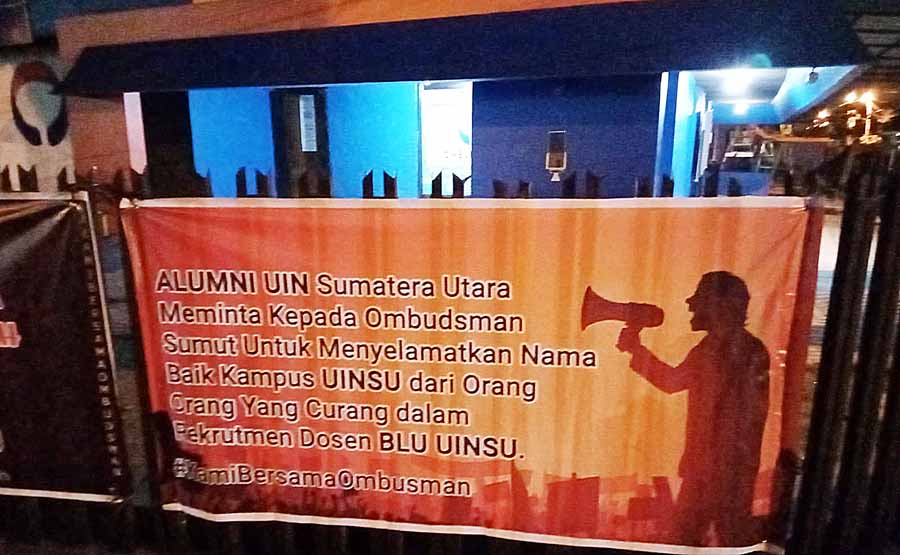 ALUMNI UIN Sumatera Utara
Meminta Kepada Ombudsman
Sumut Untuk Menyelamatkan Nama
Baik Kampus UINSU dari Orang
Orang Yang Curang dalam
Rekrutmen Dosen BLU UINSU.
#KamiBersamaOmbusman